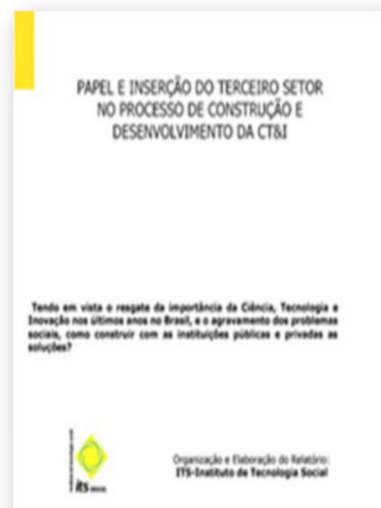 PAPEL E INSERÇÃO DO TERCEIRO SETOR
NO PROCESSO DE CONSTRUÇÃO E
DESENVOLVIMENTO DA CT&I
Tendo em vista o resgate da importância da Ciência, Tecnologia e
Inovação nos últimos anos no Brasil, e o agravamento dos problemas
sociais, como construir com as instituições públicas e privadas as
soluções?
its BRASIL
Organização e Elaboração do Relatório:
ITS-Instituto de Tecnologia Social